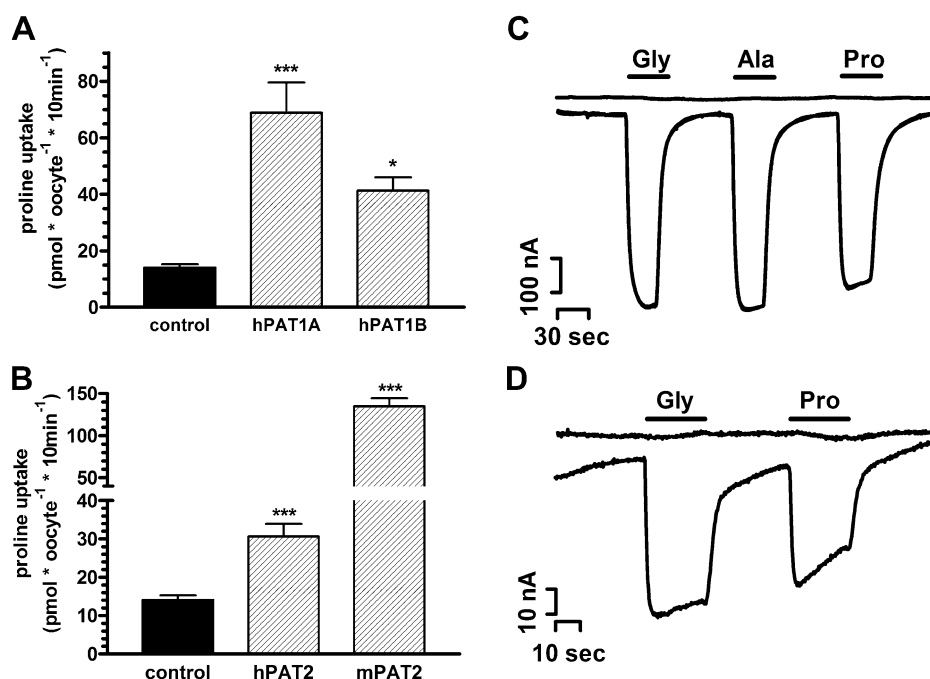 A
proline uptake
(pmol * oocyte⁻¹ * 10min⁻¹)
80
60
40
20
0
***
*
control hPAT1A hPAT1B
B
proline uptake
(pmol * oocyte⁻¹ * 10min⁻¹)
150
100
50
40
30
20
10
0
***
***
control hPAT2 mPAT2
C
Gly Ala Pro
100 nA
30 sec
D
Gly Pro
10 nA
10 sec